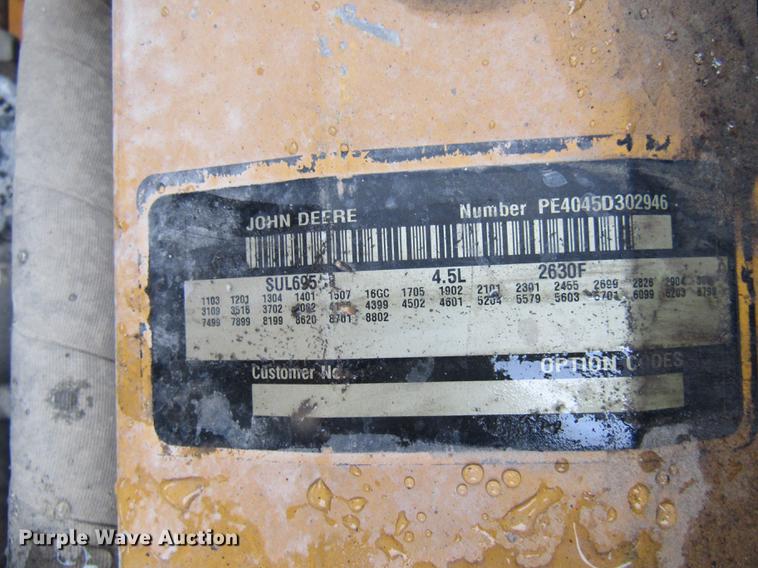 JOHN DEERE Number PE4045D302946
4.5L 2630F
1103 1201 1304 1401 1507 16GC 1705 1902 2101 2301 2455 2699 2826 2904
3109 3516 3702 4399 4502 4601 5204 5579 5603 5701 6099 6203
7499 7899 8199 8620 8701 8802
Customer No. OPTION CODES
Purple Wave Auction